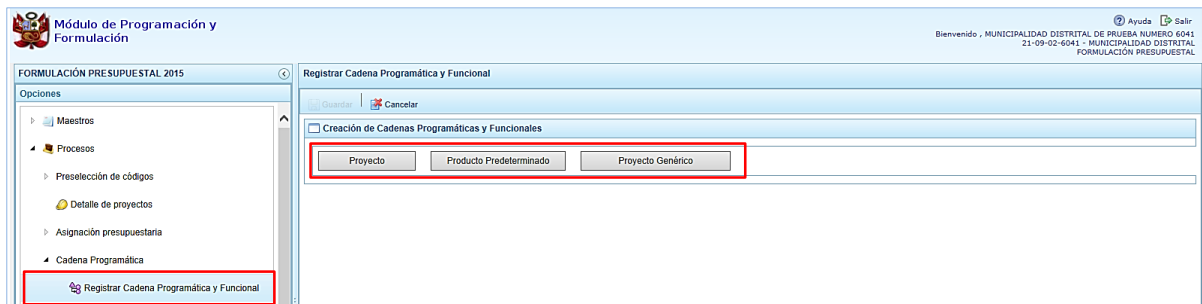 Módulo de Programación y
Formulación
Ayuda Salir
Bienvenido , MUNICIPALIDAD DISTRITAL DE PRUEBA NUMERO 6041
21-09-02-6041 - MUNICIPALIDAD DISTRITAL
FORMULACIÓN PRESUPUESTAL
FORMULACIÓN PRESUPUESTAL 2015
Opciones
Maestros
Procesos
Preselección de códigos
Detalle de proyectos
Asignación presupuestaria
Cadena Programática
Registrar Cadena Programática y Funcional
Registrar Cadena Programática y Funcional
Guardar Cancelar
Creación de Cadenas Programáticas y Funcionales
Proyecto Producto Predeterminado Proyecto Genérico